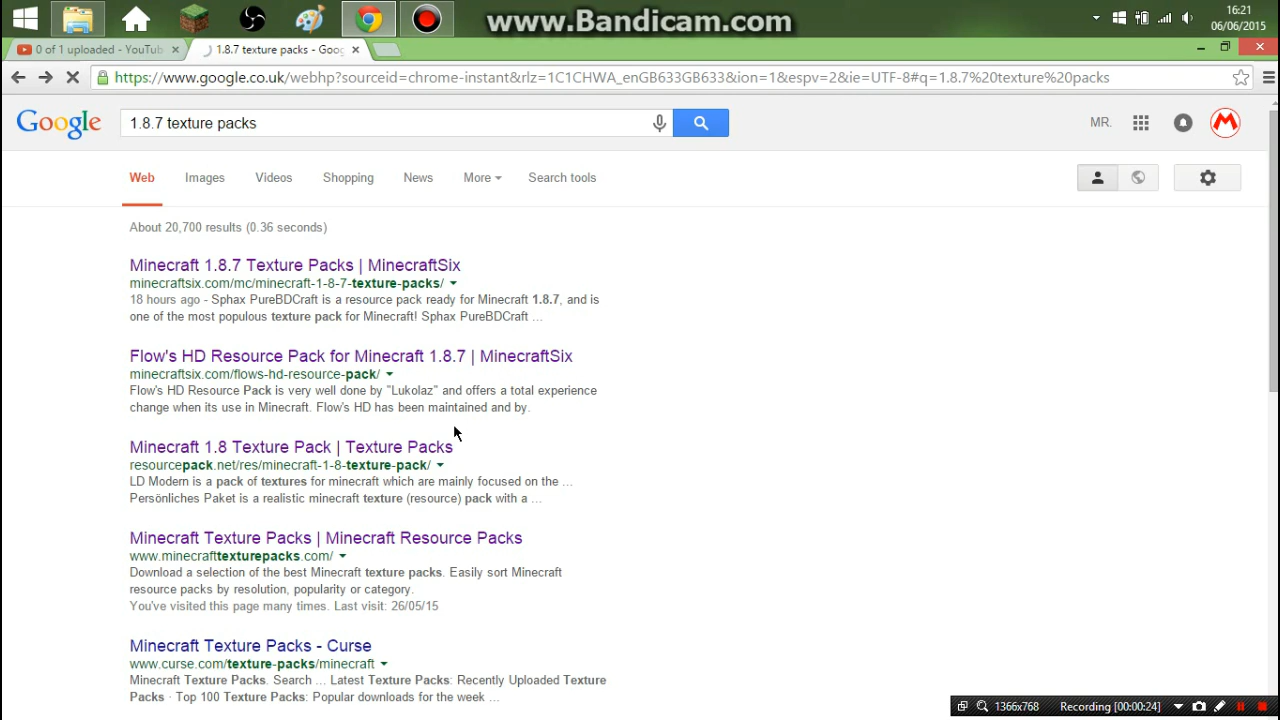 www.Bandicam.com
16:21
06/06/2015
0 of 1 uploaded - YouTub
1.8.7 texture packs - Goog
https://www.google.co.uk/webhp?sourceid=chrome-instant&rlz=1C1CHWA_enGB633GB633&ion=1&espv=2&ie=UTF-8#q=1.8.7%20texture%20packs
Google
1.8.7 texture packs
MR.
Web Images Videos Shopping News More Search tools
About 20,700 results (0.36 seconds)
Minecraft 1.8.7 Texture Packs | MinecraftSix
minecraftsix.com/mc/minecraft-1-8-7-texture-packs/
18 hours ago - Sphax PureBDCraft is a resource pack ready for Minecraft 1.8.7, and is
one of the most populous texture pack for Minecraft! Sphax PureBDCraft ...
Flow's HD Resource Pack for Minecraft 1.8.7 | MinecraftSix
minecraftsix.com/flows-hd-resource-pack/
Flow's HD Resource Pack is very well done by "Lukolaz" and offers a total experience
change when its use in Minecraft. Flow's HD has been maintained and by.
Minecraft 1.8 Texture Pack | Texture Packs
resourcepack.net/res/minecraft-1-8-texture-pack/
LD Modern is a pack of textures for minecraft which are mainly focused on the ...
Persönliches Paket is a realistic minecraft texture (resource) pack with a ...
Minecraft Texture Packs | Minecraft Resource Packs
www.minecrafttexturepacks.com/
Download a selection of the best Minecraft texture packs. Easily sort Minecraft
resource packs by resolution, popularity or category.
You've visited this page many times. Last visit: 26/05/15
Minecraft Texture Packs - Curse
www.curse.com/texture-packs/minecraft
Minecraft Texture Packs. Search ... Latest Texture Packs: Recently Uploaded Texture
Packs · Top 100 Texture Packs: Popular downloads for the week ...
1366x768 Recording [00:00:24]